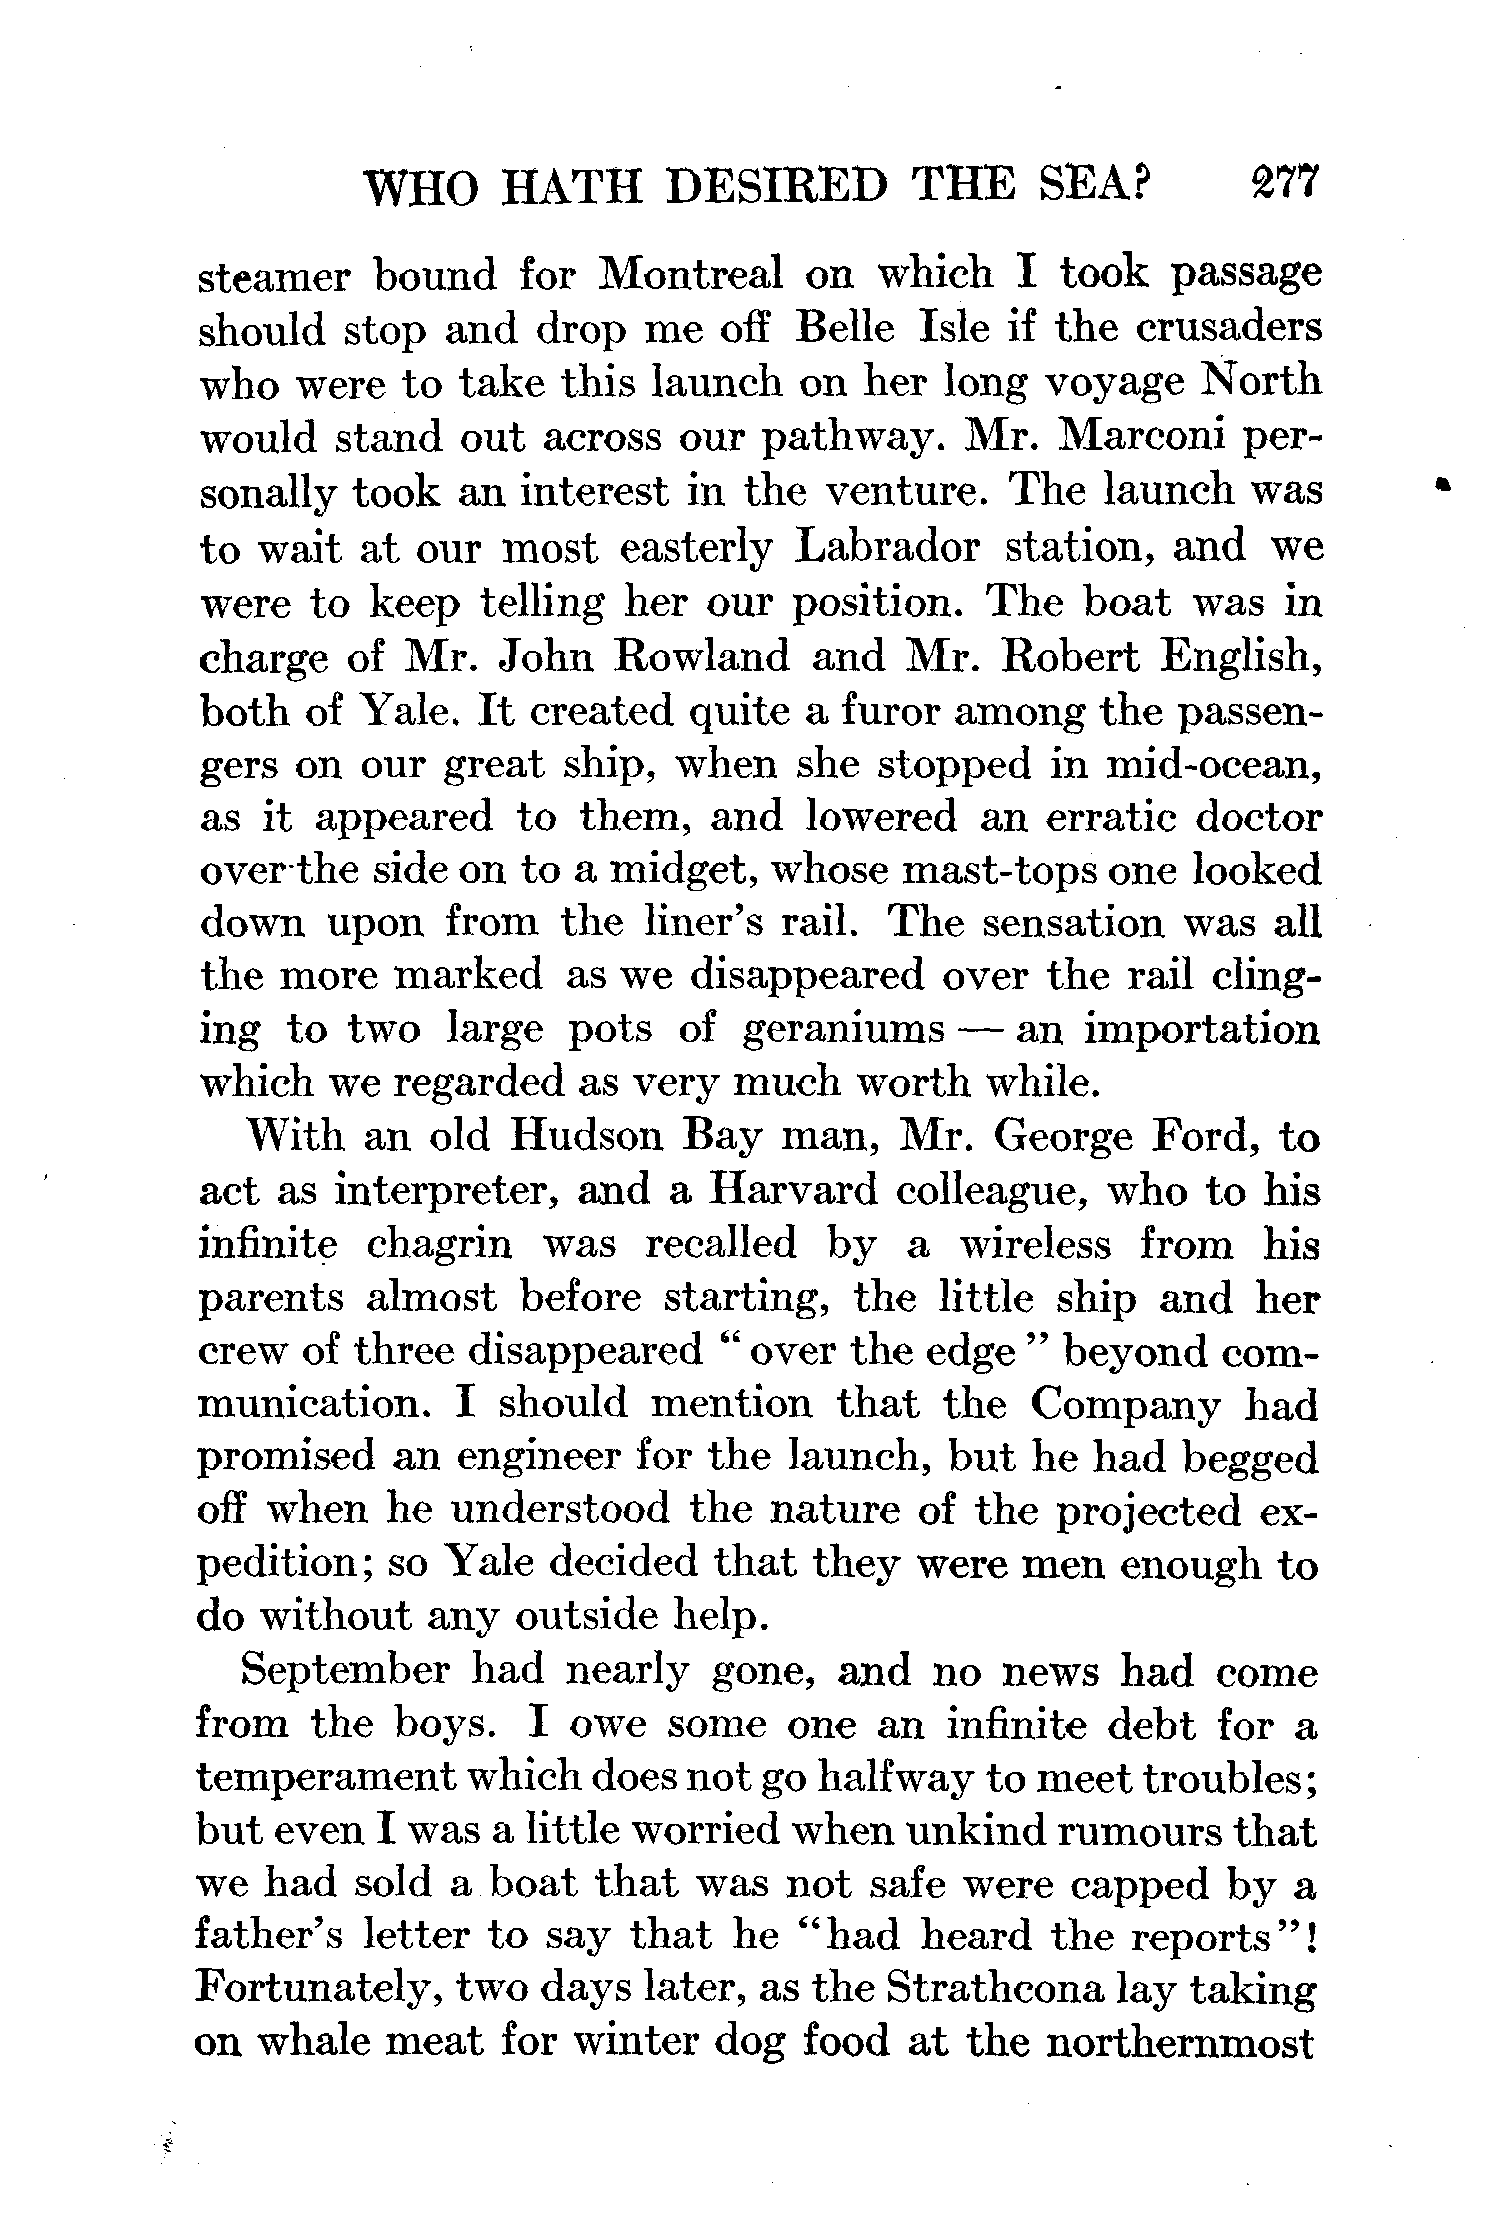 WHO HATH DESIRED THE SEA? 277
steamer bound for Montreal on which I took passage
should stop and drop me off Belle Isle if the crusaders
who were to take this launch on her long voyage North
would stand out across our pathway. Mr. Marconi per-
sonally took an interest in the venture. The launch was
to wait at our most easterly Labrador station, and we
were to keep telling her our position. The boat was in
charge of Mr. John Rowland and Mr. Robert English,
both of Yale. It created quite a furor among the passen-
gers on our great ship, when she stopped in mid-ocean,
as it appeared to them, and lowered an erratic doctor
over the side on to a midget, whose mast-tops one looked
down upon from the liner's rail. The sensation was all
the more marked as we disappeared over the rail cling-
ing to two large pots of geraniums — an importation
which we regarded as very much worth while.
With an old Hudson Bay man, Mr. George Ford, to
act as interpreter, and a Harvard colleague, who to his
infinite chagrin was recalled by a wireless from his
parents almost before starting, the little ship and her
crew of three disappeared "over the edge" beyond com-
munication. I should mention that the Company had
promised an engineer for the launch, but he had begged
off when he understood the nature of the projected ex-
pedition; so Yale decided that they were men enough to
do without any outside help.
September had nearly gone, and no news had come
from the boys. I owe some one an infinite debt for a
temperament which does not go halfway to meet troubles;
but even I was a little worried when unkind rumours that
we had sold a boat that was not safe were capped by a
father's letter to say that he "had heard the reports"!
Fortunately, two days later, as the Strathcona lay taking
on whale meat for winter dog food at the northernmost